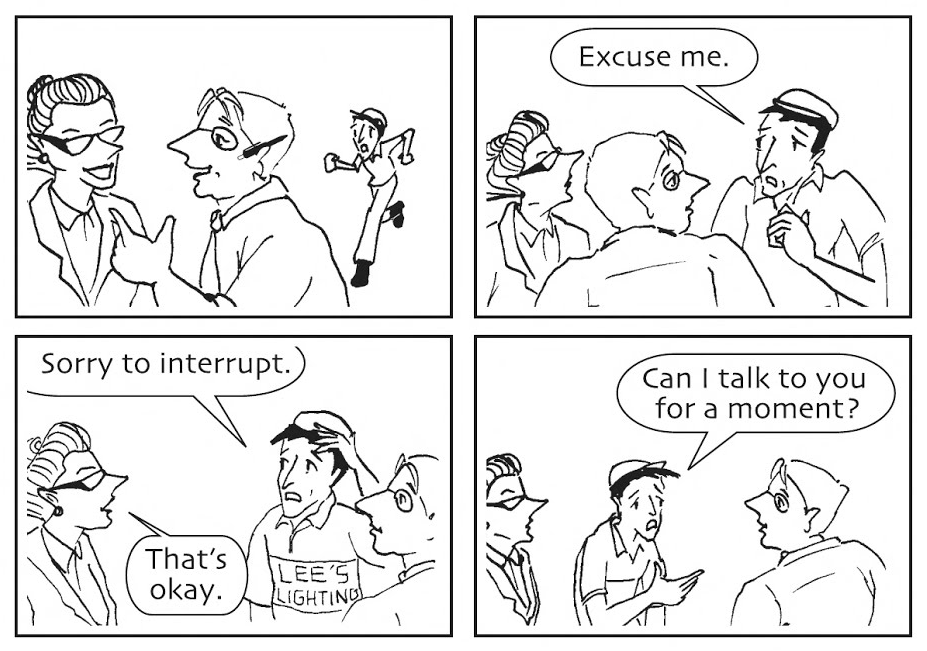 Excuse me.
Sorry to interrupt.
That's
okay.
LEE'S
LIGHTING
Can I talk to you
for a moment?